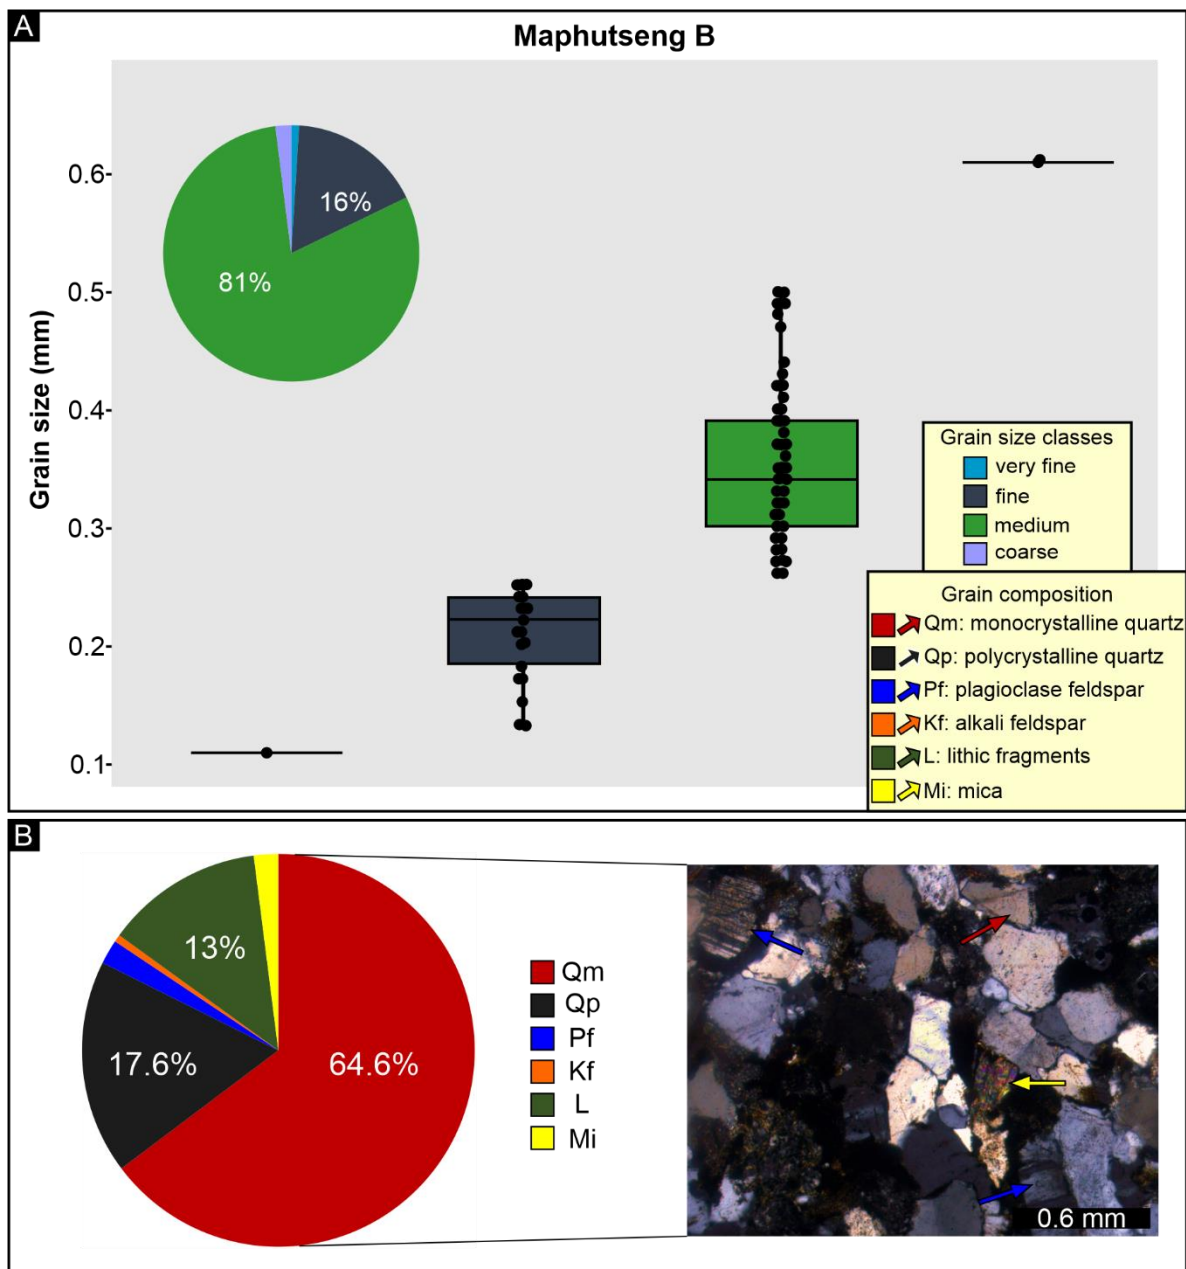 A
Maphutseng B
Grain size (mm)
0.6
0.5
0.4
0.3
0.2
0.1
16%
81%
Grain size classes
very fine
fine
medium
coarse
Grain composition
Qm: monocrystalline quartz
Qp: polycrystalline quartz
Pf: plagioclase feldspar
Kf: alkali feldspar
L: lithic fragments
Mi: mica
B
13%
17.6%
64.6%
Qm
Qp
Pf
Kf
L
Mi
0.6 mm